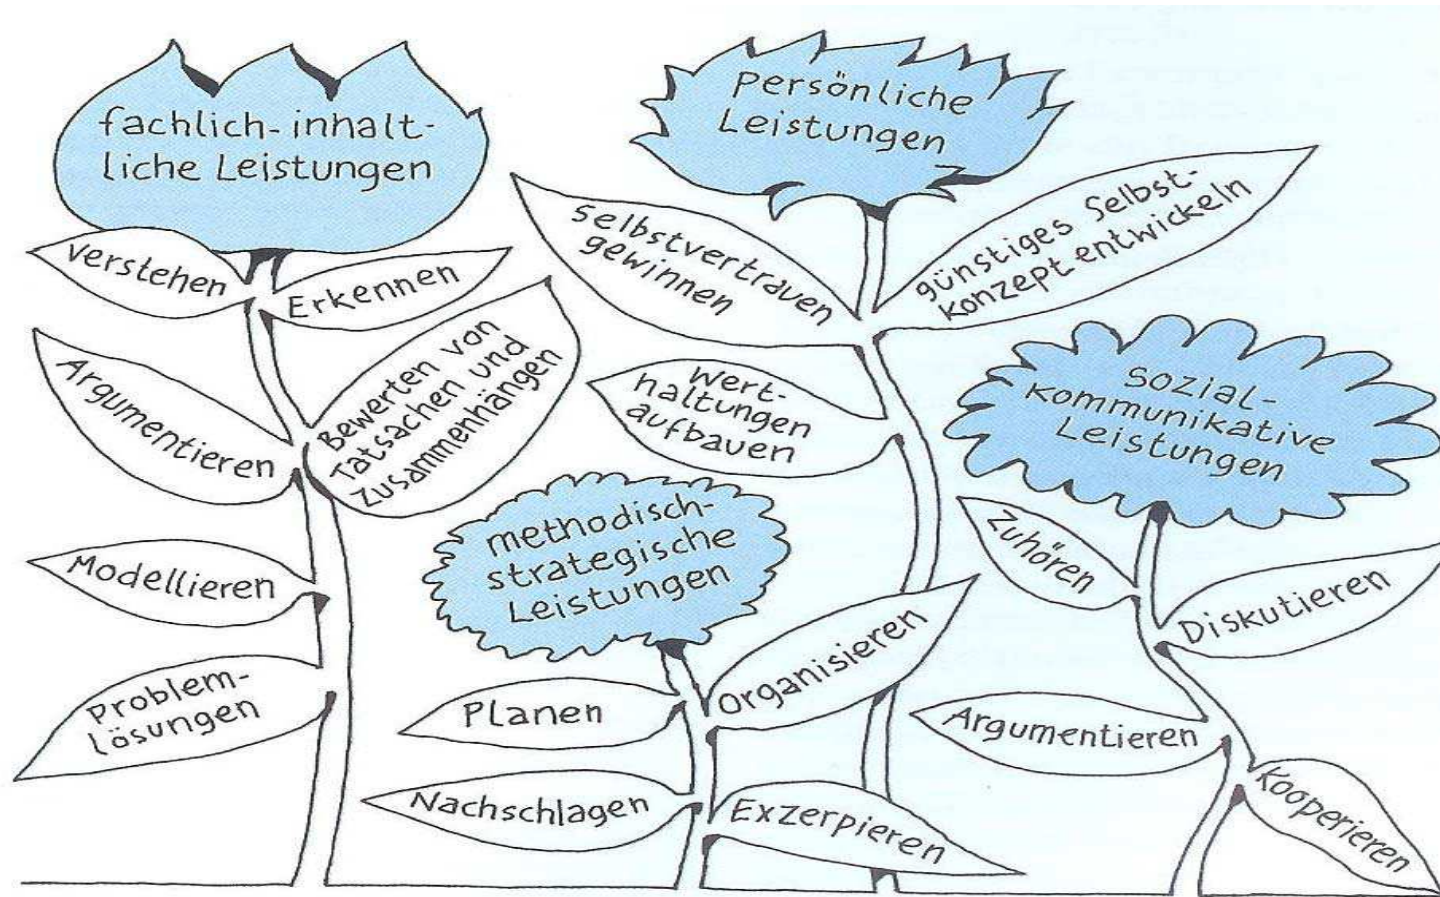 fachlich-inhalt-
liche Leistungen
verstehen
Erkennen
Argumentieren
Bewerten von
Tatsachen und
Zusammenhängen
Modellieren
Problem-
lösungen
persönliche
Leistungen
Selbstvertrauen
gewinnen
günstiges Selbst-
konzept entwickeln
Wert-
haltungen
aufbauen
methodisch-
strategische
Leistungen
Organisieren
Planen
Nachschlagen
Exzerpieren
sozial-
kommunikative
Leistungen
Zuhören
Diskutieren
Argumentieren
Kooperieren